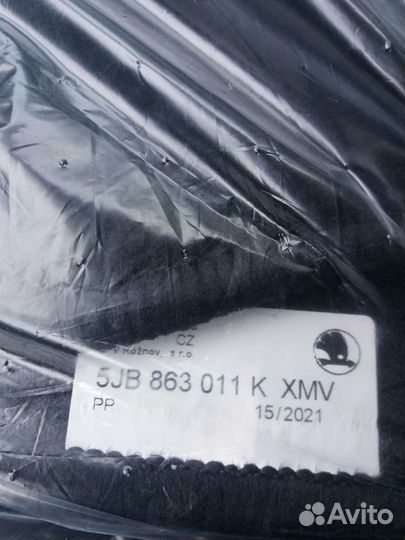 CZ
v Rožnov, s.r.o.
5JB 863 011 K XMV
PP 15/2021
Avito